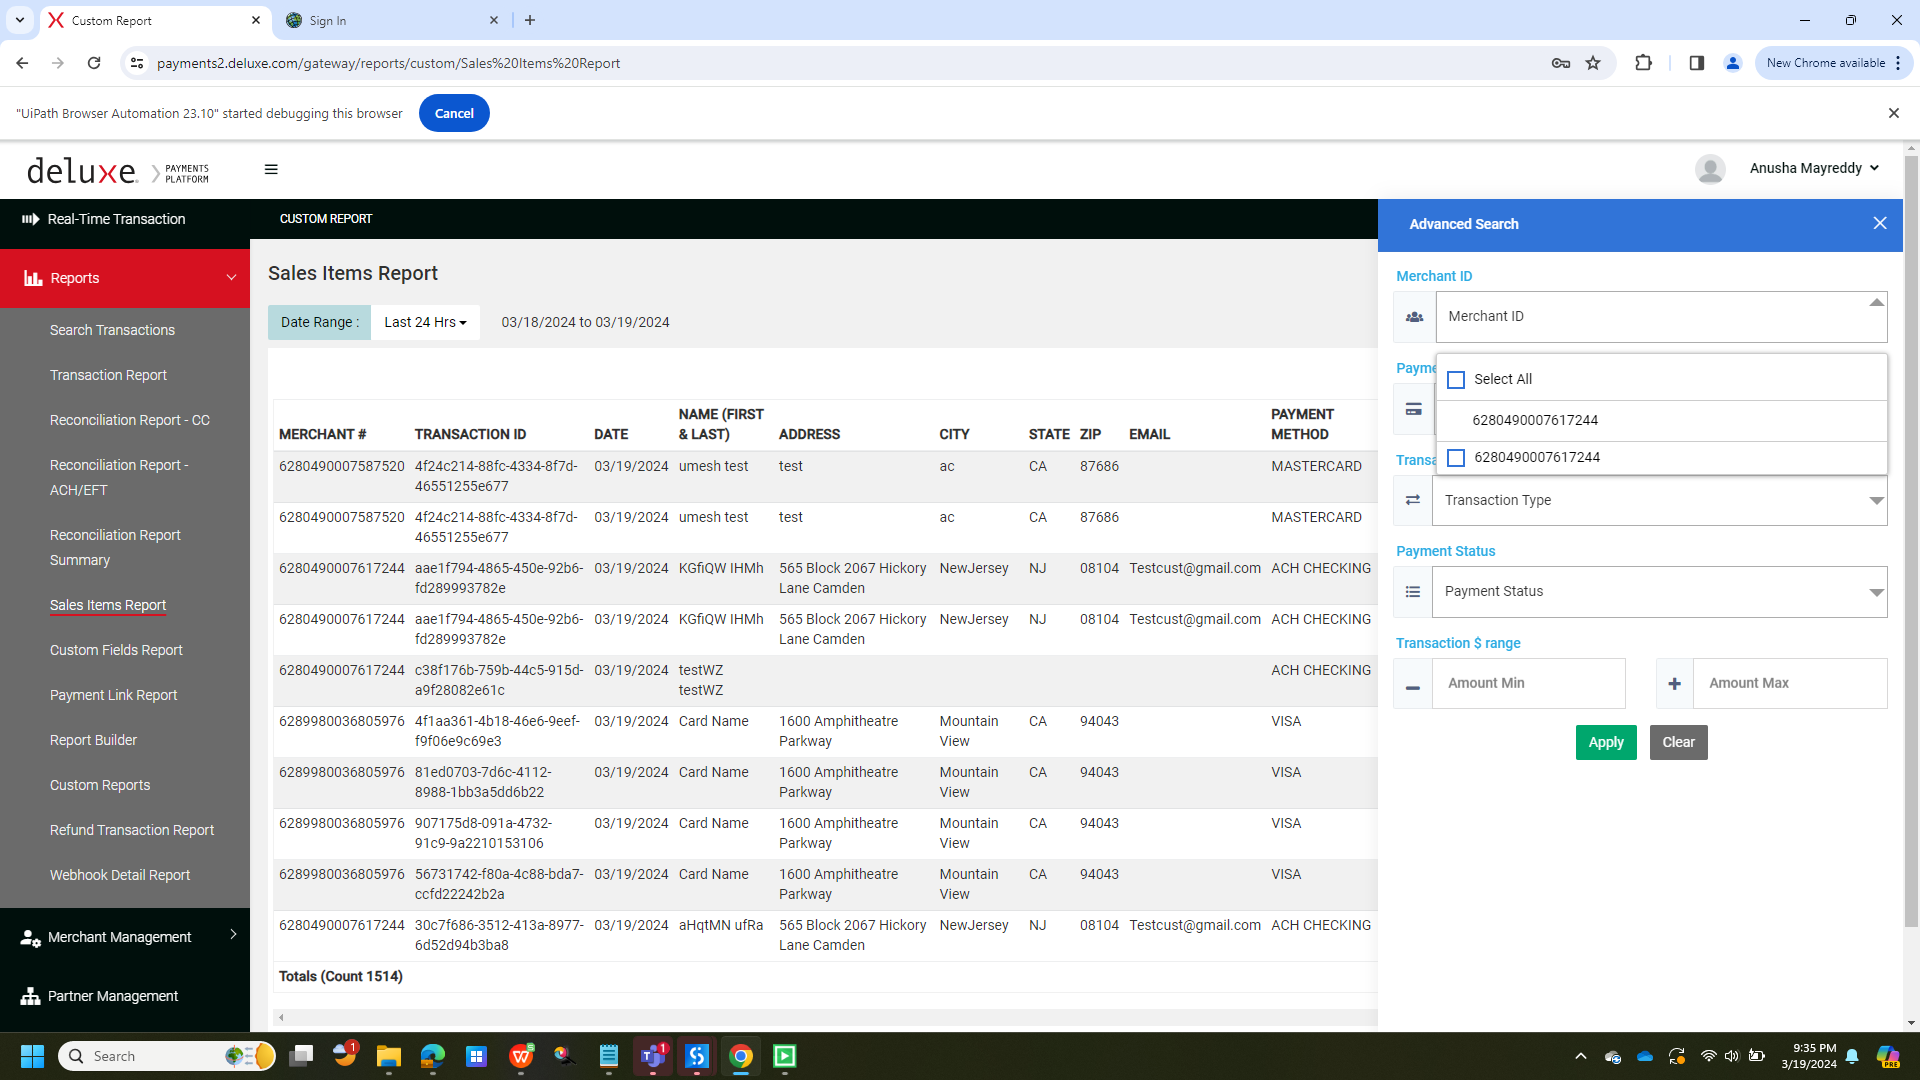 Custom Report
Sign In
payments2.deluxe.com/gateway/reports/custom/Sales%20Items%20Report
New Chrome available
"UiPath Browser Automation 23.10" started debugging this browser
Cancel
deluxe
PAYMENTS
PLATFORM
Anusha Mayreddy
Real-Time Transaction
Reports
Search Transactions
Transaction Report
Reconciliation Report - CC
Reconciliation Report -
ACH/EFT
Reconciliation Report
Summary
Sales Items Report
Custom Fields Report
Payment Link Report
Report Builder
Custom Reports
Refund Transaction Report
Webhook Detail Report
Merchant Management
Partner Management
CUSTOM REPORT
Sales Items Report
Date Range : Last 24 Hrs 03/18/2024 to 03/19/2024
MERCHANT # TRANSACTION ID DATE NAME (FIRST & LAST) ADDRESS CITY STATE ZIP EMAIL PAYMENT METHOD
6280490007587520 4f24c214-88fc-4334-8f7d- 03/19/2024 umesh test test ac CA 87686 MASTERCARD
46551255e677
6280490007587520 4f24c214-88fc-4334-8f7d- 03/19/2024 umesh test test ac CA 87686 MASTERCARD
46551255e677
6280490007617244 aae1f794-4865-450e-92b6- 03/19/2024 KGfiQW IHMh 565 Block 2067 Hickory NewJersey NJ 08104 Testcust@gmail.com ACH CHECKING
fd289993782e Lane Camden
6280490007617244 aae1f794-4865-450e-92b6- 03/19/2024 KGfiQW IHMh 565 Block 2067 Hickory NewJersey NJ 08104 Testcust@gmail.com ACH CHECKING
fd289993782e Lane Camden
6280490007617244 c38f176b-759b-44c5-915d- 03/19/2024 testWZ ACH CHECKING
a9f28082e61c testWZ
6289980036805976 4f1aa361-4b18-46e6-9eef- 03/19/2024 Card Name 1600 Amphitheatre Mountain CA 94043 VISA
f9f06e9c69e3 Parkway View
6289980036805976 81ed0703-7d6c-4112- 03/19/2024 Card Name 1600 Amphitheatre Mountain CA 94043 VISA
8988-1bb3a5dd6b22 Parkway View
6289980036805976 907175d8-091a-4732- 03/19/2024 Card Name 1600 Amphitheatre Mountain CA 94043 VISA
91c9-9a2210153106 Parkway View
6289980036805976 56731742-f80a-4c88-bda7- 03/19/2024 Card Name 1600 Amphitheatre Mountain CA 94043 VISA
ccfd22242b2a Parkway View
6280490007617244 30c7f686-3512-413a-8977- 03/19/2024 aHqtMN ufRa 565 Block 2067 Hickory NewJersey NJ 08104 Testcust@gmail.com ACH CHECKING
6d52d94b3ba8 Lane Camden
Totals (Count 1514)
Advanced Search
Merchant ID
Merchant ID
Payme
Select All
6280490007617244
6280490007617244
Transa
Transaction Type
Payment Status
Payment Status
Transaction $ range
Amount Min
Amount Max
Apply
Clear
Search
1
1
PRE
9:35 PM
3/19/2024